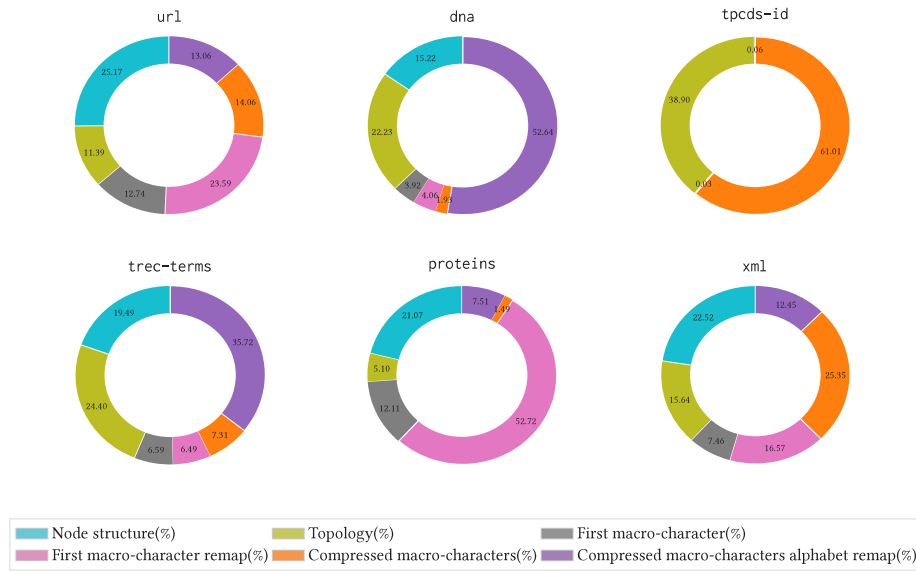 url
dna
tpcds-id
25.17
13.06
14.06
23.59
12.74
11.39
15.22
52.64
1.93
4.06
3.92
22.23
0.06
61.01
0.03
38.90
trec-terms
proteins
xml
19.49
35.72
7.31
6.49
6.59
24.40
21.07
7.51
1.49
52.72
12.11
5.10
22.52
12.45
25.35
16.57
7.46
15.64
Node structure(%)
Topology(%)
First macro-character(%)
First macro-character remap(%)
Compressed macro-characters(%)
Compressed macro-characters alphabet remap(%)